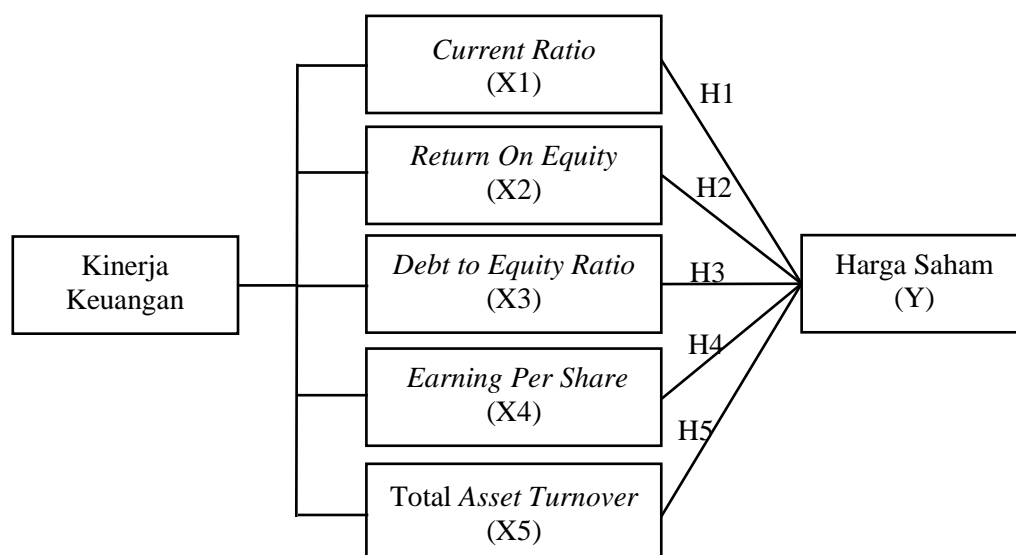 Current Ratio
(X1)
H1
Return On Equity
(X2)
H2
Kinerja
Keuangan
Debt to Equity Ratio
(X3)
H3
Harga Saham
(Y)
Earning Per Share
(X4)
H4
Total Asset Turnover
(X5)
H5